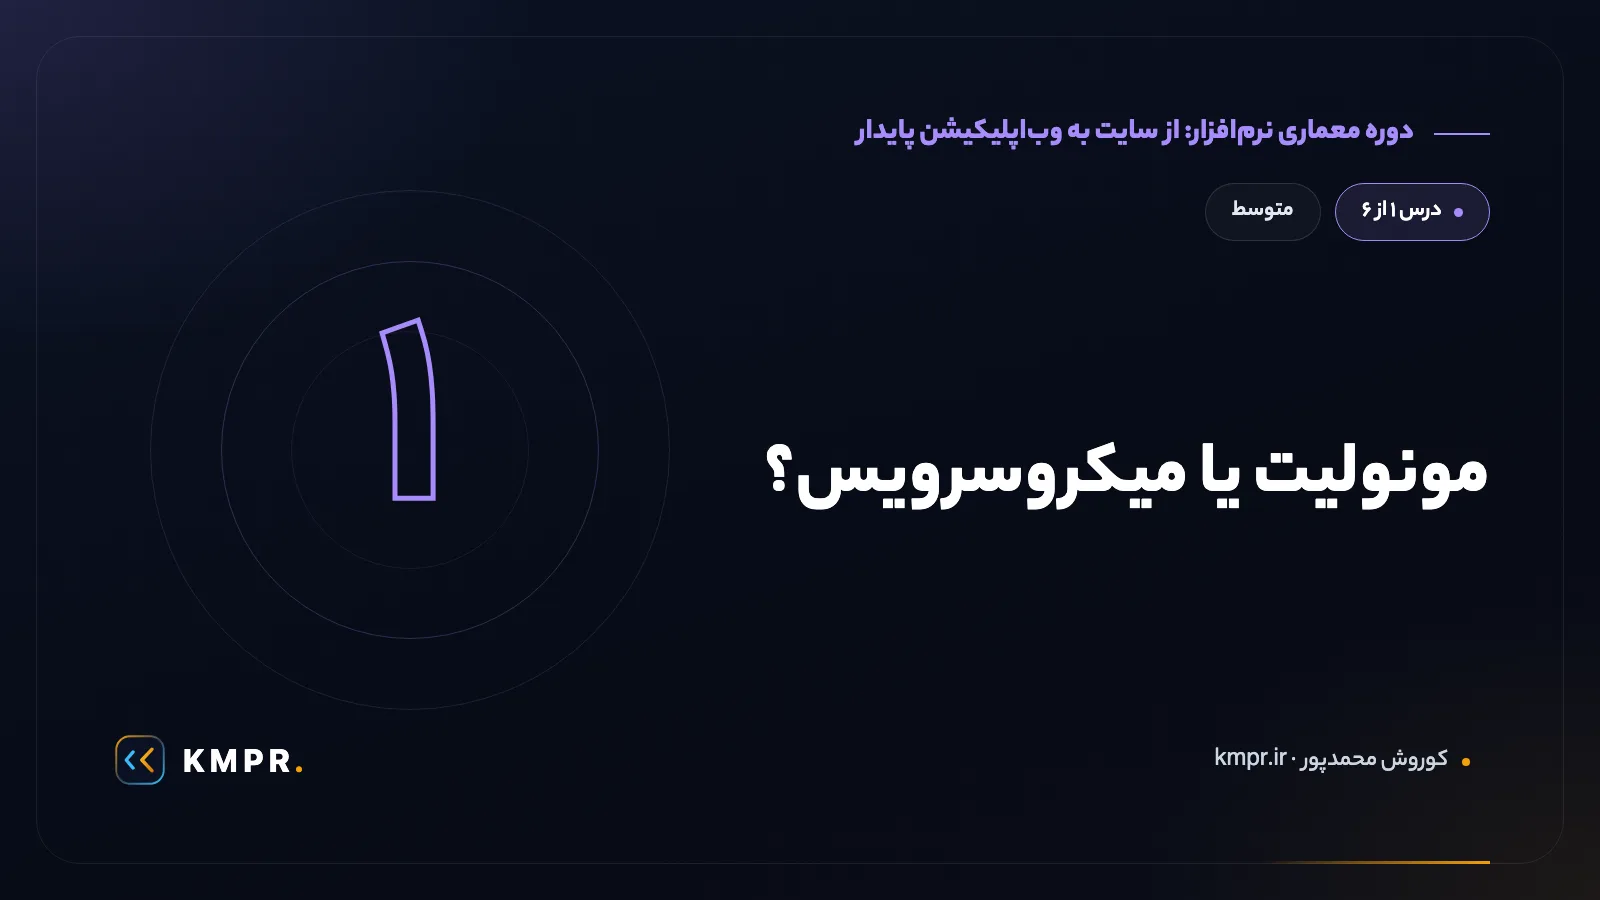 دوره معماری نرم‌افزار: از سایت به وب‌اپلیکیشن پایدار
درس ۱ از ۶
متوسط
۱
مونولیت یا میکروسرویس؟
کوروش محمدپور · kmpr.ir
KMPR.